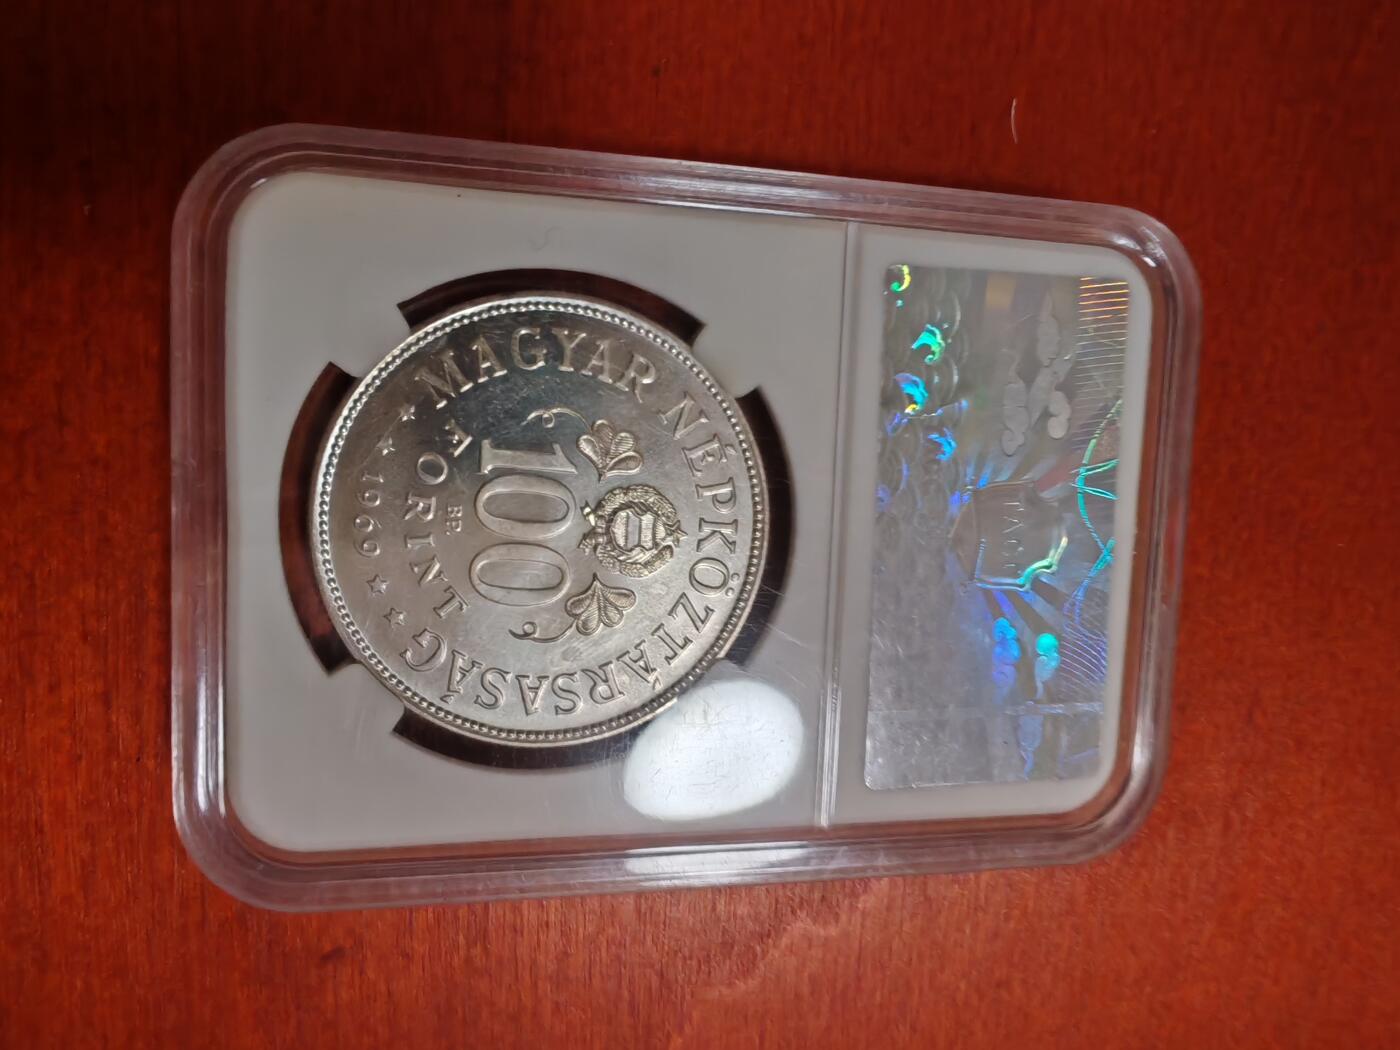 MAGYAR NÉPKÖZTÁRSASÁG
100
BP.
FORINT
1969